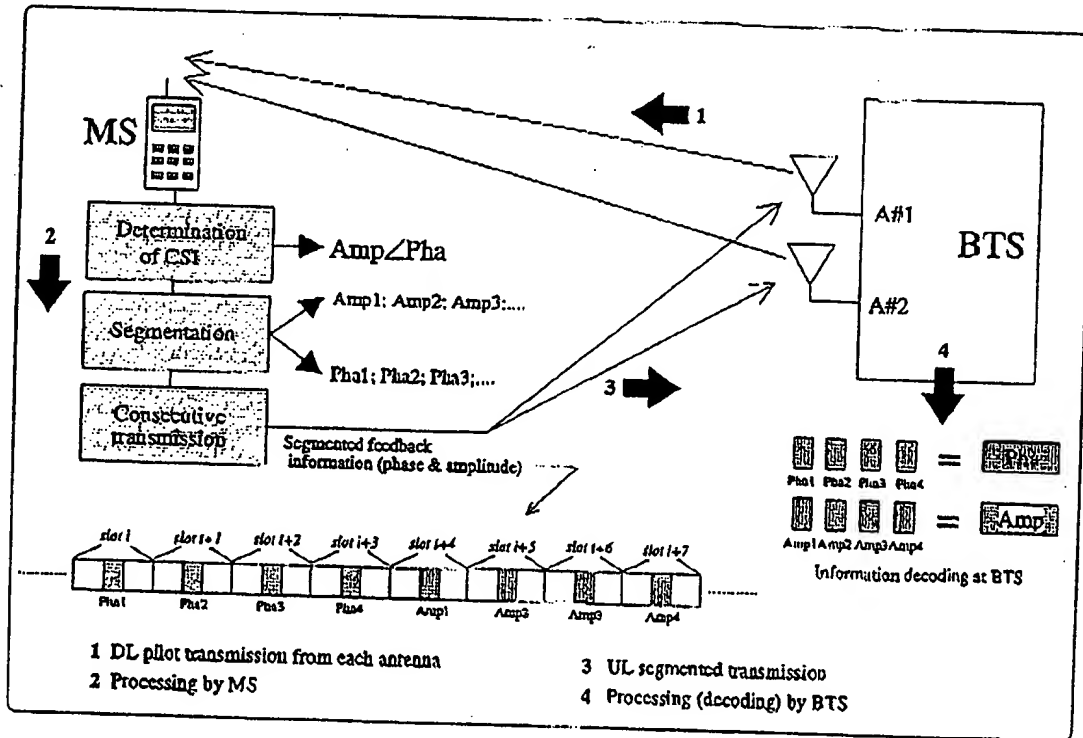 1
MS
A#1
2
Determination
of CSI
Amp∠Pha
BTS
Amp1; Amp2; Amp3;....
A#2
Segmentation
4
Pha1; Pha2; Pha3;....
3
Consecutive
transmission
Segmented feedback
information (phase & amplitude)
Pha1 Pha2 Pha3 Pha4
=
Pha
Amp1 Amp2 Amp3 Amp4
=
Amp
Information decoding at BTS
slot i slot i+1 slot i+2 slot i+3 slot i+4 slot i+5 slot i+6 slot i+7
Pha1 Pha2 Pha3 Pha4 Amp1 Amp2 Amp3 Amp4
1 DL pilot transmission from each antenna
2 Processing by MS
3 UL segmented transmission
4 Processing (decoding) by BTS